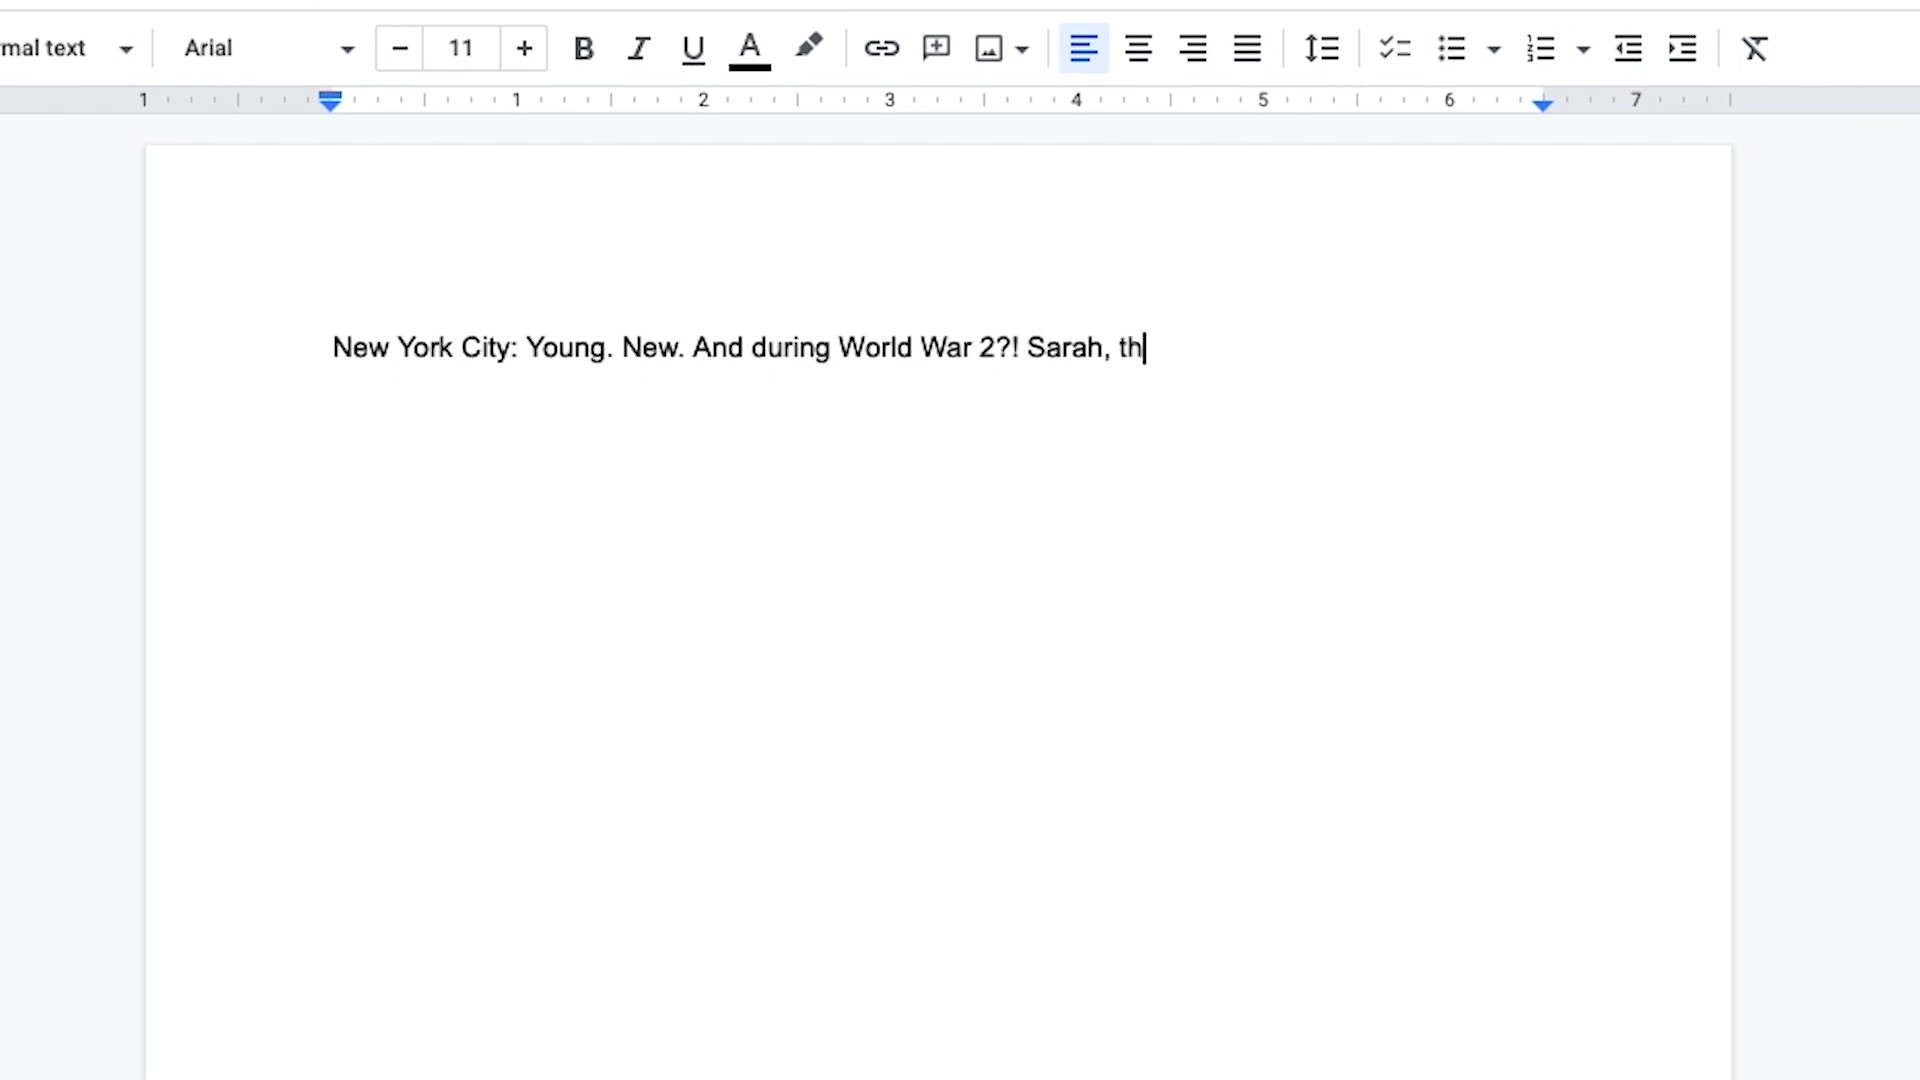 mal text Arial 11
1 1 2 3 4 5 6 7
New York City: Young. New. And during World War 2?! Sarah, th